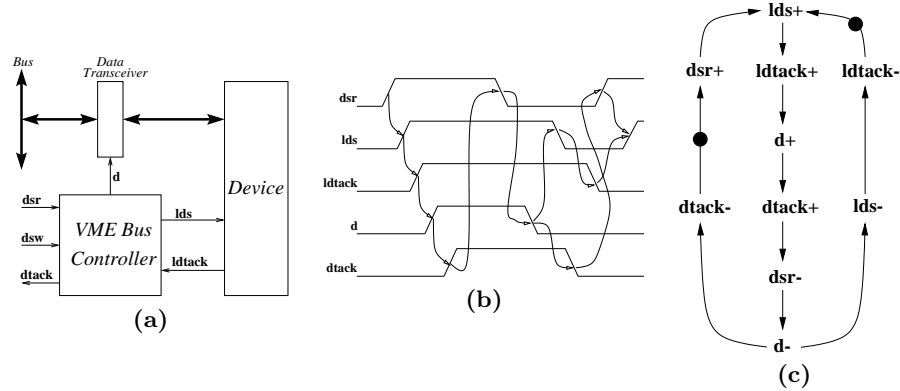 Bus
Data
Transceiver
d
Device
dsr
dsw
dtack
VME Bus
Controller
lds
ldtack
(a)
dsr
lds
ldtack
d
dtack
(b)
lds+
dsr+
ldtack+
ldtack-
d+
dtack-
dtack+
lds-
dsr-
d-
(c)